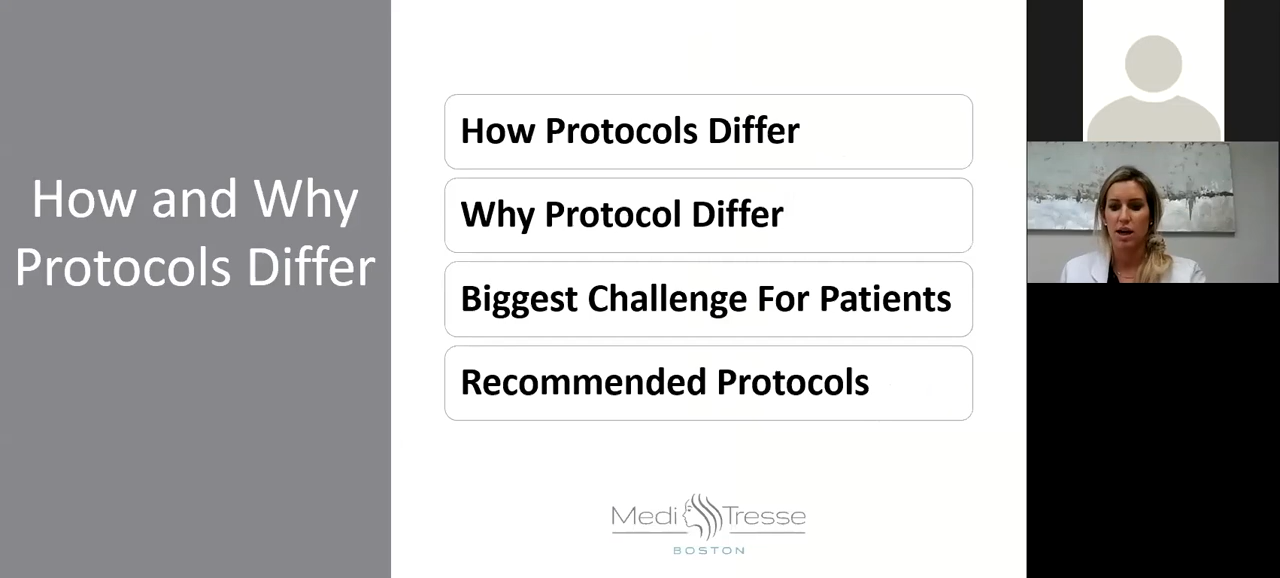 How and Why
Protocols Differ
How Protocols Differ
Why Protocol Differ
Biggest Challenge For Patients
Recommended Protocols
Medi Tresse
BOSTON